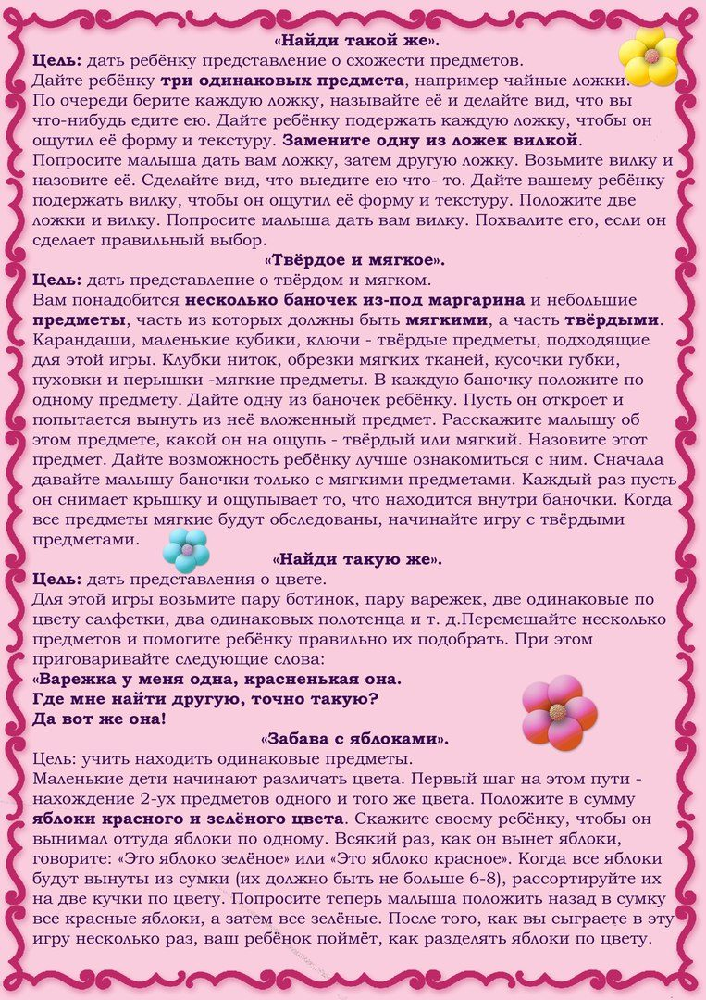 «Найди такой же».
Цель: дать ребёнку представление о схожести предметов.
Дайте ребёнку три одинаковых предмета, например чайные ложки.
По очереди берите каждую ложку, называйте её и делайте вид, что вы
что-нибудь едите ею. Дайте ребёнку подержать каждую ложку, чтобы он
ощутил её форму и текстуру. Замените одну из ложек вилкой.
Попросите малыша дать вам ложку, затем другую ложку. Возьмите вилку и
назовите её. Сделайте вид, что выедите ею что- то. Дайте вашему ребёнку
подержать вилку, чтобы он ощутил её форму и текстуру. Положите две
ложки и вилку. Попросите малыша дать вам вилку. Похвалите его, если он
сделает правильный выбор.
«Твёрдое и мягкое».
Цель: дать представление о твёрдом и мягком.
Вам понадобится несколько баночек из-под маргарина и небольшие
предметы, часть из которых должны быть мягкими, а часть твёрдыми.
Карандаши, маленькие кубики, ключи - твёрдые предметы, подходящие
для этой игры. Клубки ниток, обрезки мягких тканей, кусочки губки,
пуховки и перышки -мягкие предметы. В каждую баночку положите по
одному предмету. Дайте одну из баночек ребёнку. Пусть он откроет и
попытается вынуть из неё вложенный предмет. Расскажите малышу об
этом предмете, какой он на ощупь - твёрдый или мягкий. Назовите этот
предмет. Дайте возможность ребёнку лучше ознакомиться с ним. Сначала
давайте малышу баночки только с мягкими предметами. Каждый раз пусть
он снимает крышку и ощупывает то, что находится внутри баночки. Когда
все предметы мягкие будут обследованы, начинайте игру с твёрдыми
предметами.
«Найди такую же».
Цель: дать представления о цвете.
Для этой игры возьмите пару ботинок, пару варежек, две одинаковые по
цвету салфетки, два одинаковых полотенца и т. д.Перемешайте несколько
предметов и помогите ребёнку правильно их подобрать. При этом
приговаривайте следующие слова:
«Варежка у меня одна, красненькая она.
Где мне найти другую, точно такую?
Да вот же она!
«Забава с яблоками».
Цель: учить находить одинаковые предметы.
Маленькие дети начинают различать цвета. Первый шаг на этом пути -
нахождение 2-ух предметов одного и того же цвета. Положите в сумму
яблоки красного и зелёного цвета. Скажите своему ребёнку, чтобы он
вынимал оттуда яблоки по одному. Всякий раз, как он вынет яблоки,
говорите: «Это яблоко зелёное» или «Это яблоко красное». Когда все яблоки
будут вынуты из сумки (их должно быть не больше 6-8), рассортируйте их
на две кучки по цвету. Попросите теперь малыша положить назад в сумку
все красные яблоки, а затем все зелёные. После того, как вы сыграете в эту
игру несколько раз, ваш ребёнок поймёт, как разделять яблоки по цвету.